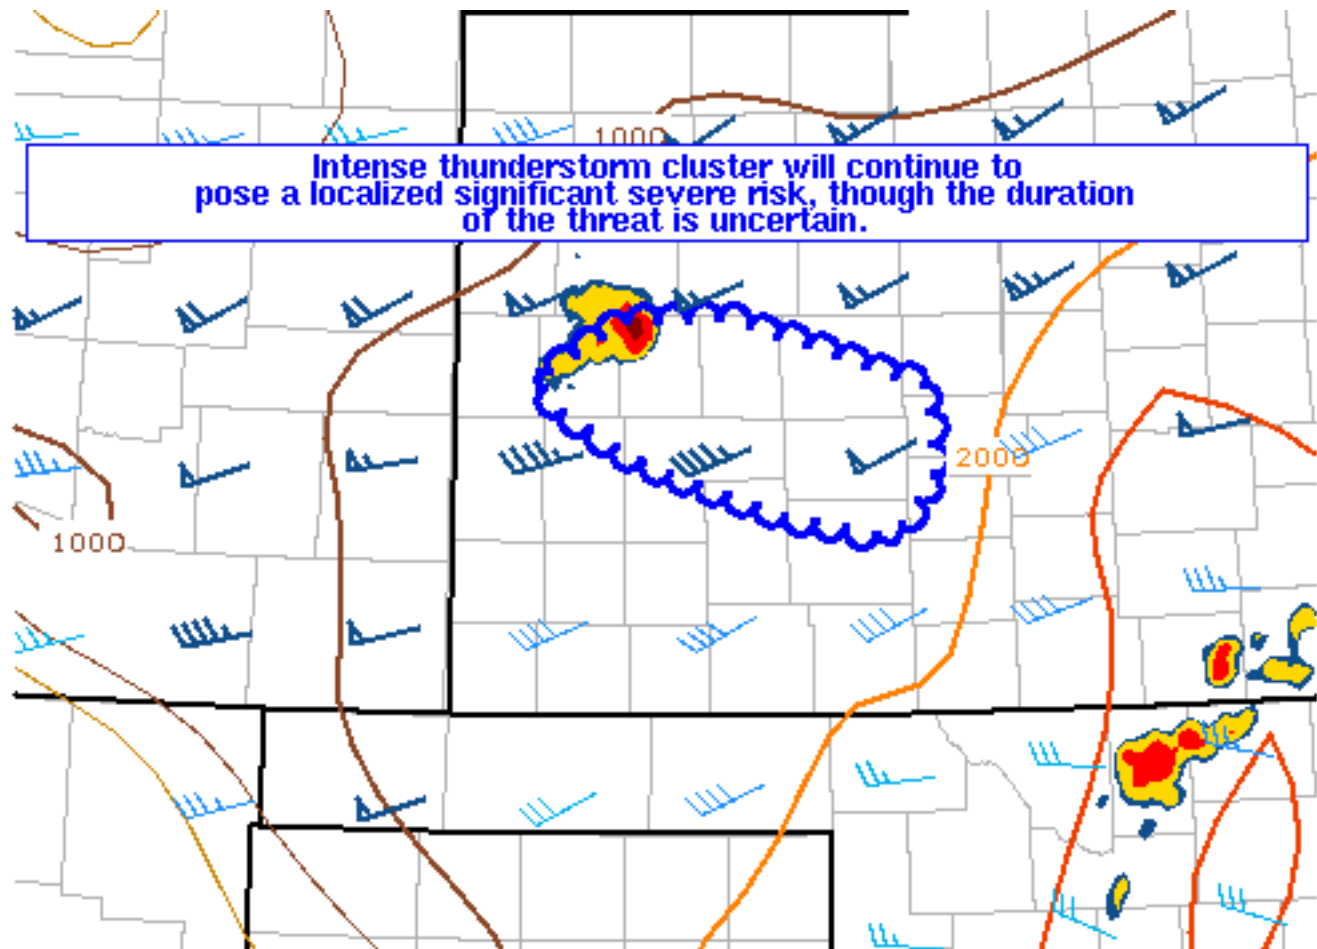 1000
Intense thunderstorm cluster will continue to
pose a localized significant severe risk, though the duration
of the threat is uncertain.
2000
1000